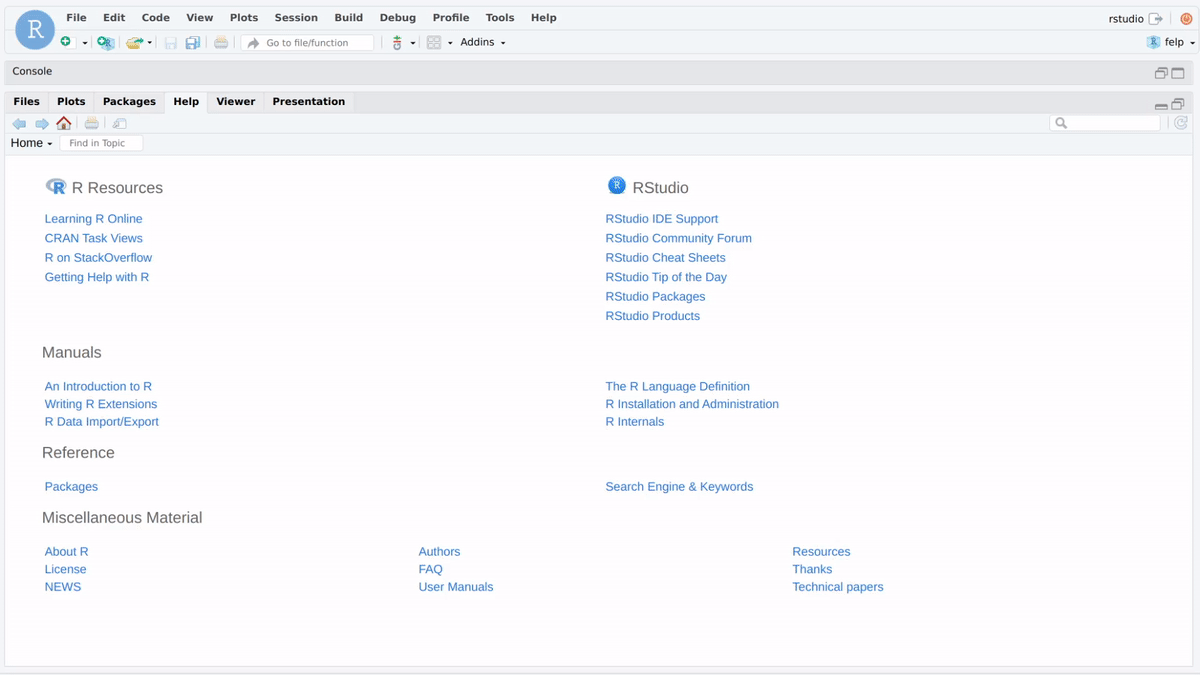 R File Edit Code View Plots Session Build Debug Profile Tools Help rstudio
Go to file/function Addins felp
Console
Files Plots Packages Help Viewer Presentation
Home Find in Topic
R R Resources
R RStudio
Learning R Online
CRAN Task Views
R on StackOverflow
Getting Help with R
RStudio IDE Support
RStudio Community Forum
RStudio Cheat Sheets
RStudio Tip of the Day
RStudio Packages
RStudio Products
Manuals
An Introduction to R
Writing R Extensions
R Data Import/Export
The R Language Definition
R Installation and Administration
R Internals
Reference
Packages
Search Engine & Keywords
Miscellaneous Material
About R
License
NEWS
Authors
FAQ
User Manuals
Resources
Thanks
Technical papers